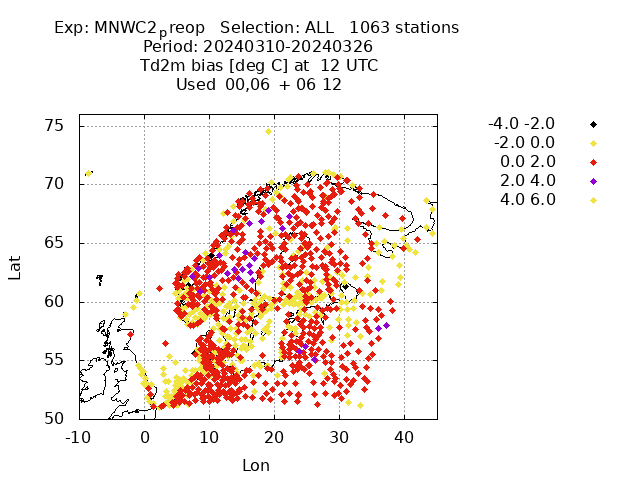 Exp: MNWC2preop   Selection: ALL   1063 stations
Period: 20240310-20240326
Td2m bias [deg C] at  12 UTC
Used  00,06  + 06 12
-4.0 -2.0
-2.0 0.0
0.0 2.0
2.0 4.0
4.0 6.0
75
70
65
60
55
50
Lat
-10 0 10 20 30 40
Lon